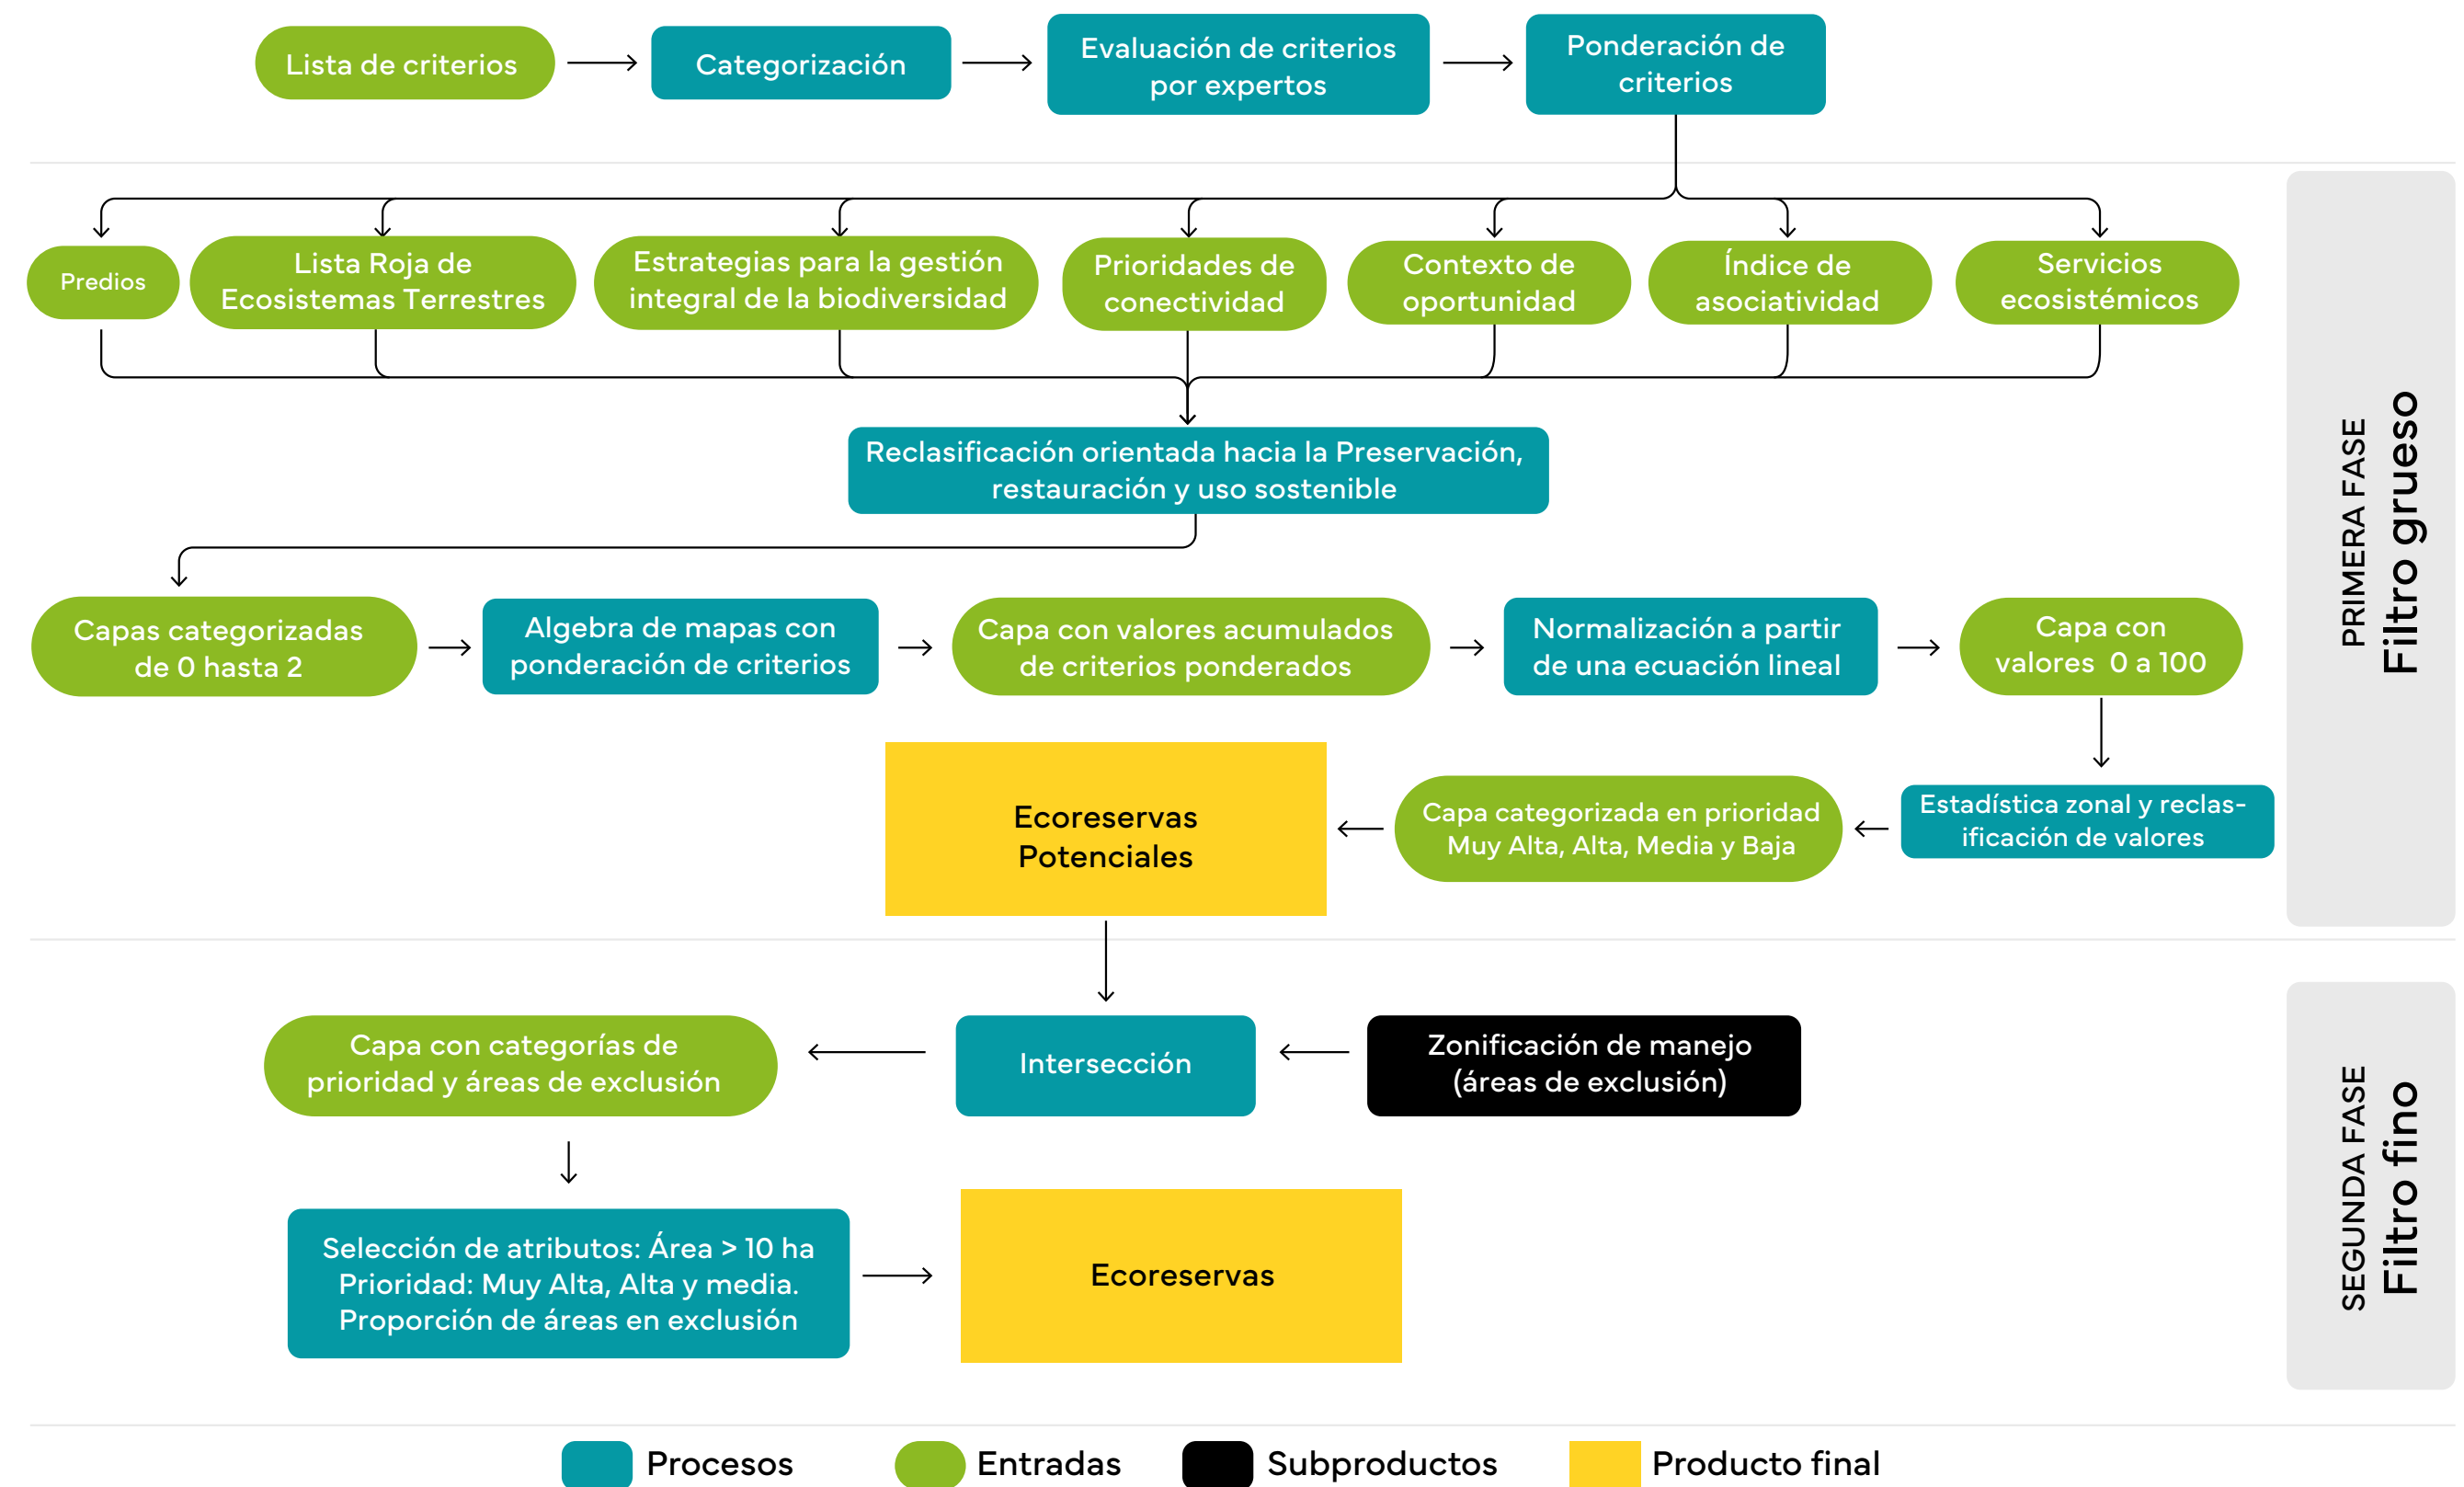 Lista de criterios
Categorización
Evaluación de criterios
por expertos
Ponderación de
criterios
Predios
Lista Roja de
Ecosistemas Terrestres
Estrategias para la gestión
integral de la biodiversidad
Prioridades de
conectividad
Contexto de
oportunidad
Índice de
asociatividad
Servicios
ecosistémicos
Reclasificación orientada hacia la Preservación,
restauración y uso sostenible
Capas categorizadas
de 0 hasta 2
Algebra de mapas con
ponderación de criterios
Capa con valores acumulados
de criterios ponderados
Normalización a partir
de una ecuación lineal
Capa con
valores 0 a 100
Estadística zonal y reclas-
ificación de valores
Capa categorizada en prioridad
Muy Alta, Alta, Media y Baja
Ecoreservas
Potenciales
PRIMERA FASE
Filtro grueso
Zonificación de manejo
(áreas de exclusión)
Intersección
Capa con categorías de
prioridad y áreas de exclusión
Selección de atributos: Área > 10 ha
Prioridad: Muy Alta, Alta y media.
Proporción de áreas en exclusión
Ecoreservas
SEGUNDA FASE
Filtro fino
Procesos
Entradas
Subproductos
Producto final